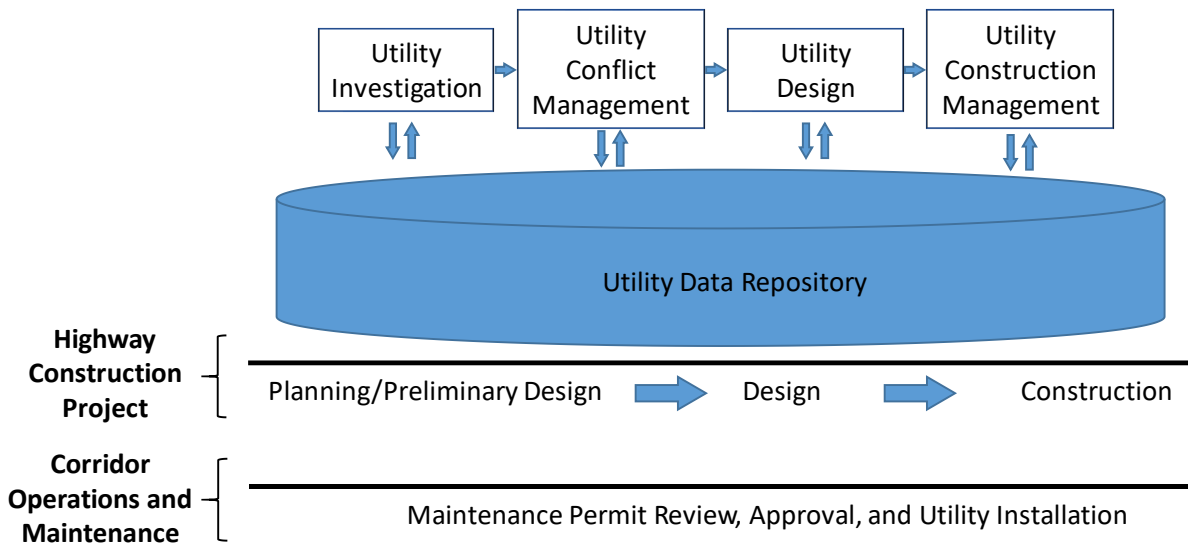 Utility
Investigation
Utility
Conflict
Management
Utility
Design
Utility
Construction
Management
Utility Data Repository
Highway
Construction
Project
Planning/Preliminary Design
Design
Construction
Corridor
Operations and
Maintenance
Maintenance Permit Review, Approval, and Utility Installation